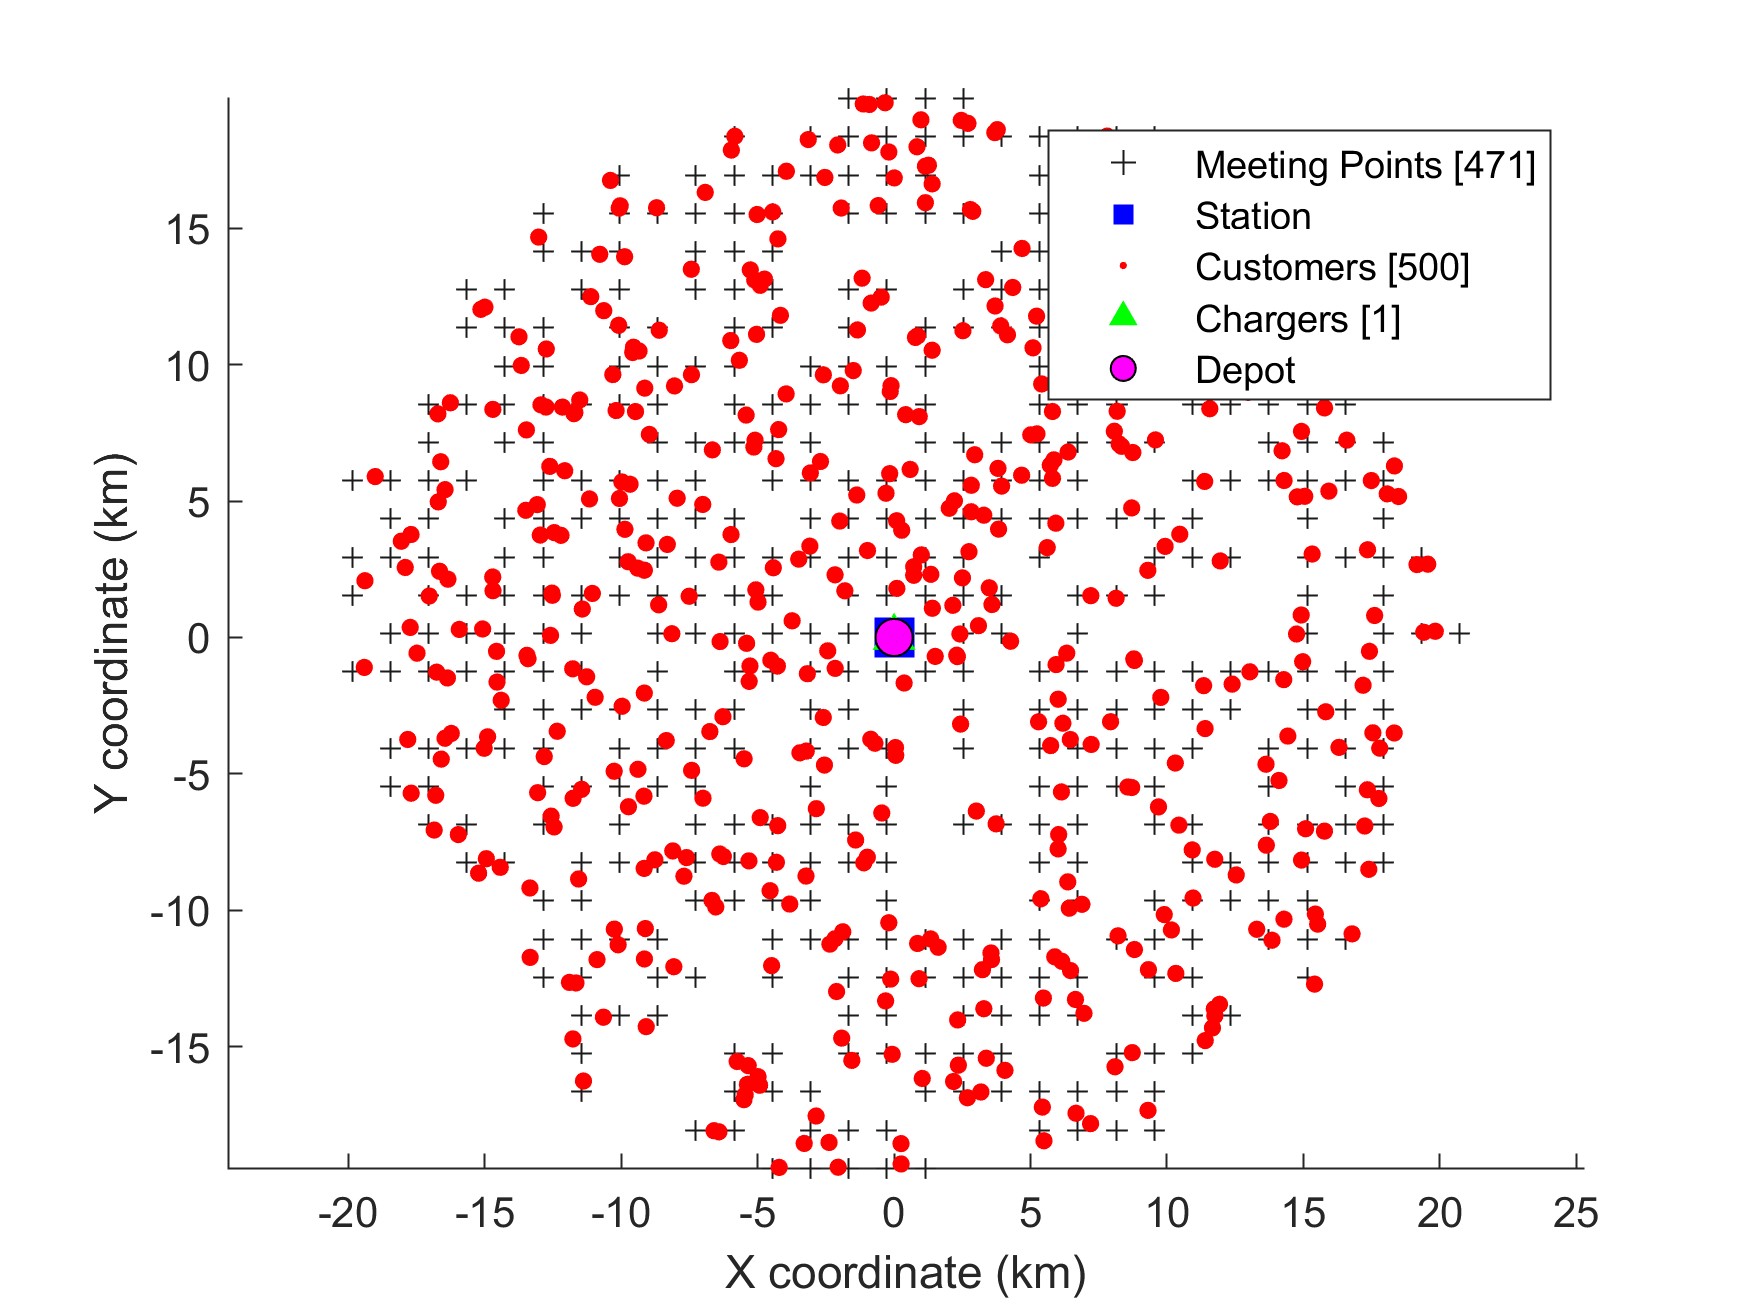 Meeting Points [471]
Station
Customers [500]
Chargers [1]
Depot
15
10
5
0
-5
-10
-15
Y coordinate (km)
-20 -15 -10 -5 0 5 10 15 20 25
X coordinate (km)